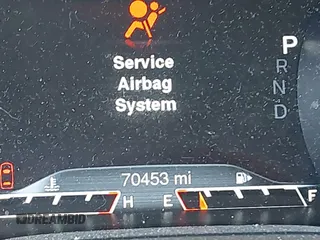 Service
Airbag
System
P
R
N
D
70453 mi
H E F
DREAMBID